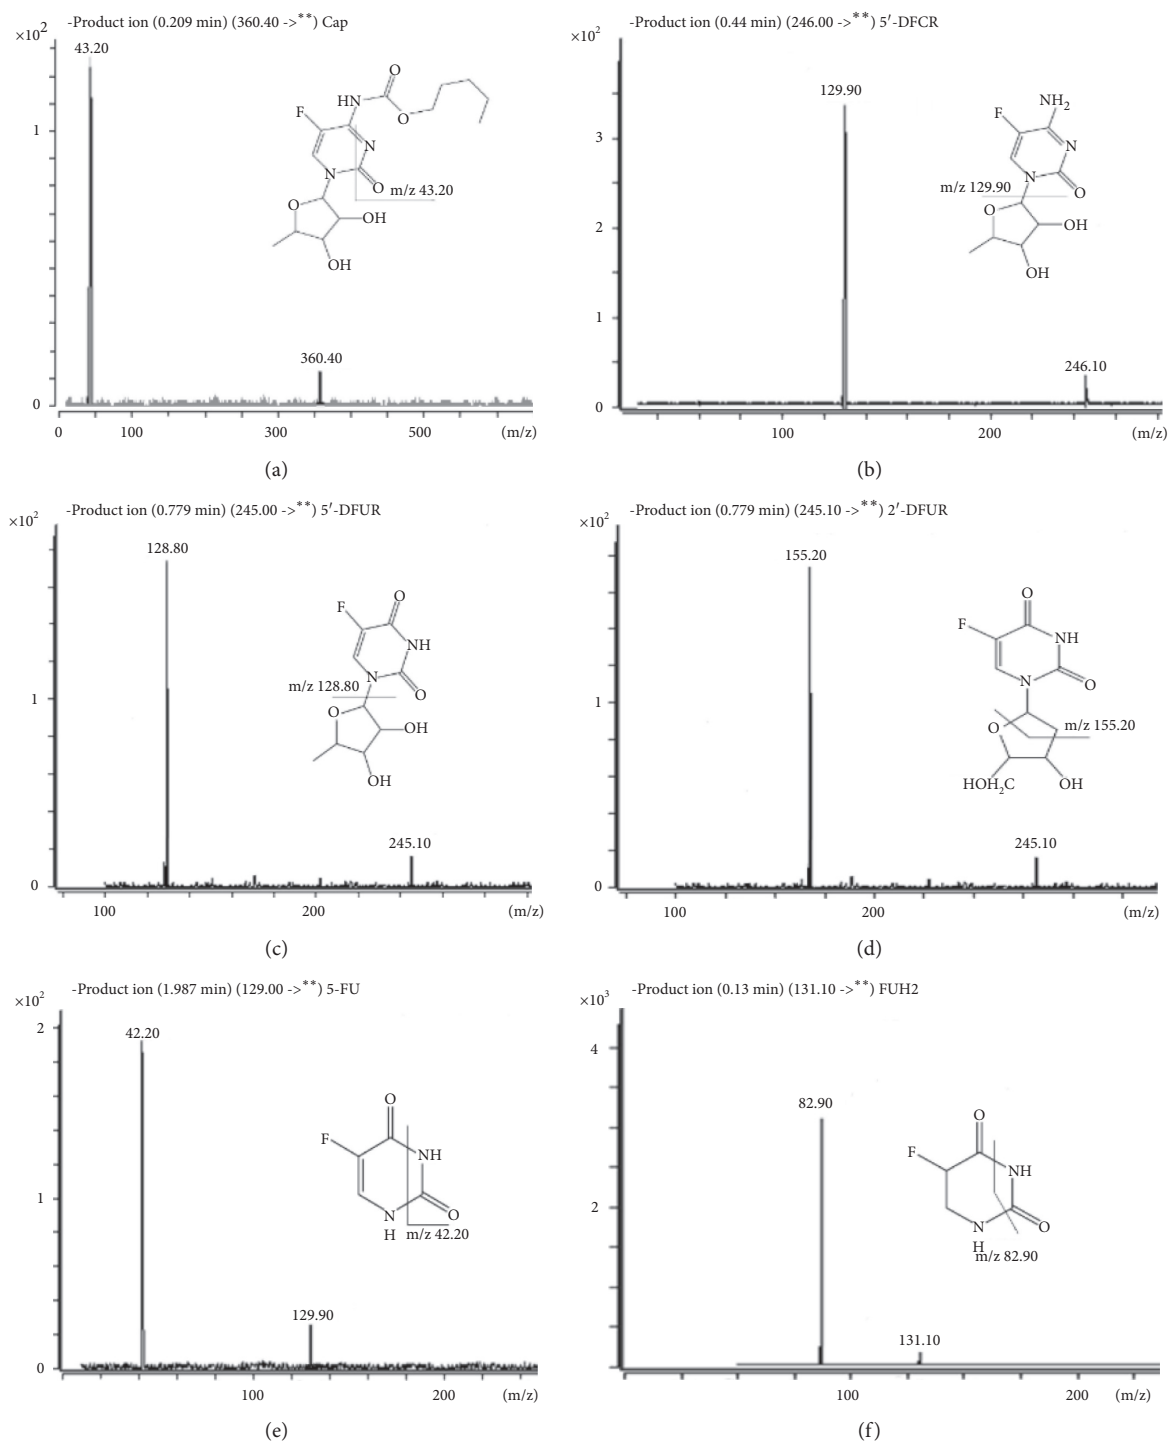 -Product ion (0.209 min) (360.40 ->**) Cap
×10²
43.20
1
0
360.40
0 100 300 500 (m/z)
O
HN
O
F
N
N
O
m/z 43.20
O
OH
OH
(a)
-Product ion (0.44 min) (246.00 ->**) 5′-DFCR
×10²
129.90
3
2
1
0
246.10
100 200 (m/z)
NH₂
F
N
N
m/z 129.90
O
O
OH
OH
(b)
-Product ion (0.779 min) (245.00 ->**) 5′-DFUR
×10²
128.80
1
0
245.10
100 200 (m/z)
O
F
NH
N
m/z 128.80
O
O
OH
OH
(c)
-Product ion (0.779 min) (245.10 ->**) 2′-DFUR
×10²
155.20
1
0
245.10
100 200 (m/z)
O
F
NH
N
O
O
m/z 155.20
HOH₂C
OH
(d)
-Product ion (1.987 min) (129.00 ->**) 5-FU
×10²
2
42.20
1
0
129.90
100 200 (m/z)
O
F
NH
N
H
O
m/z 42.20
(e)
-Product ion (0.13 min) (131.10 ->**) FUH2
×10³
4
82.90
2
131.10
100 200 (m/z)
O
F
NH
N
H
O
m/z 82.90
(f)